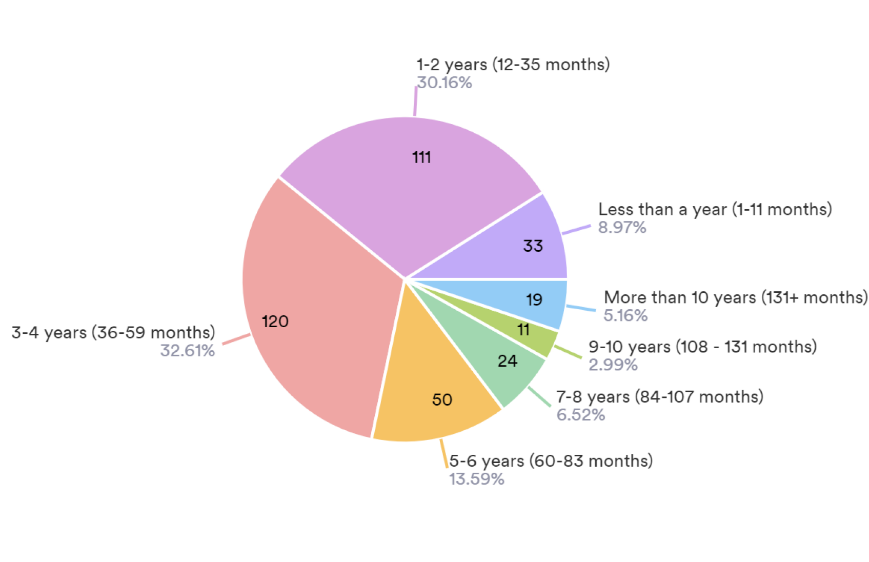 1-2 years (12-35 months)
30.16%
111
Less than a year (1-11 months)
8.97%
33
19
More than 10 years (131+ months)
5.16%
11
9-10 years (108 - 131 months)
2.99%
24
7-8 years (84-107 months)
6.52%
50
5-6 years (60-83 months)
13.59%
120
3-4 years (36-59 months)
32.61%